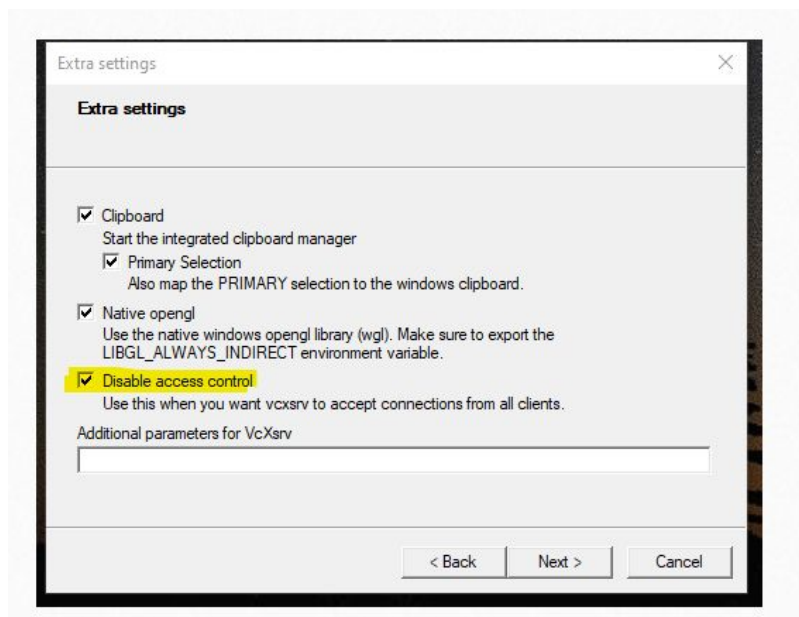 Extra settings
Extra settings
Clipboard
Start the integrated clipboard manager
Primary Selection
Also map the PRIMARY selection to the windows clipboard.
Native opengl
Use the native windows opengl library (wgl). Make sure to export the
LIBGL_ALWAYS_INDIRECT environment variable.
Disable access control
Use this when you want vcxsrv to accept connections from all clients.
Additional parameters for VcXsrv
< Back Next > Cancel